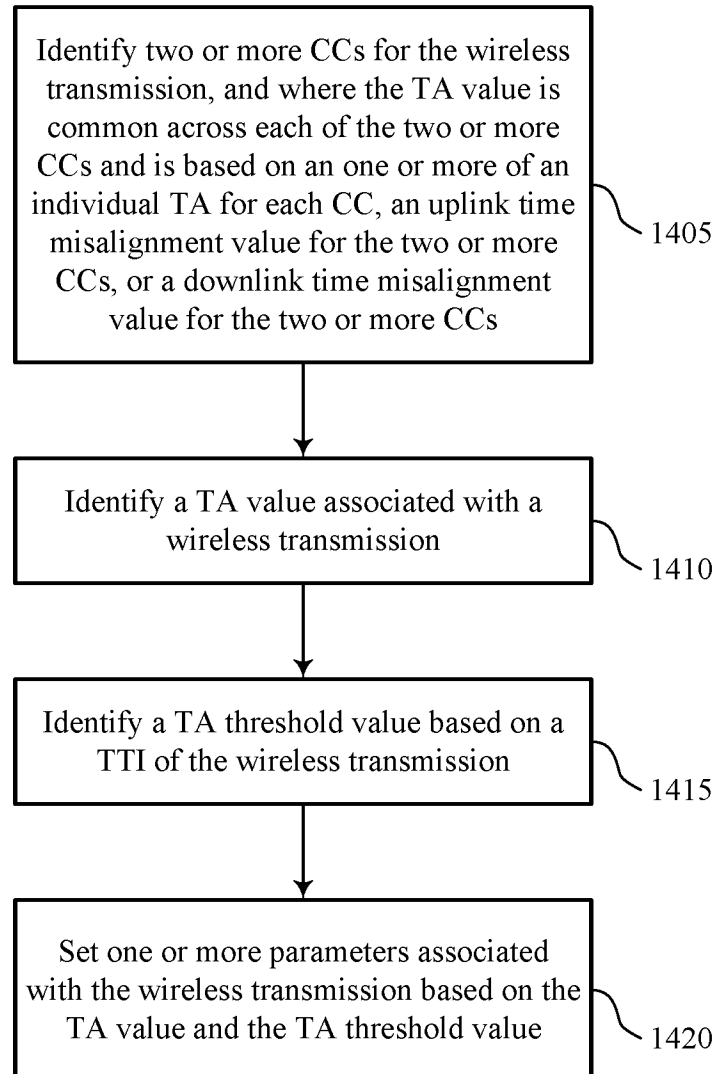 Identify two or more CCs for the wireless
transmission, and where the TA value is
common across each of the two or more
CCs and is based on an one or more of an
individual TA for each CC, an uplink time
misalignment value for the two or more
CCs, or a downlink time misalignment
value for the two or more CCs
1405
Identify a TA value associated with a
wireless transmission
1410
Identify a TA threshold value based on a
TTI of the wireless transmission
1415
Set one or more parameters associated
with the wireless transmission based on the
TA value and the TA threshold value
1420